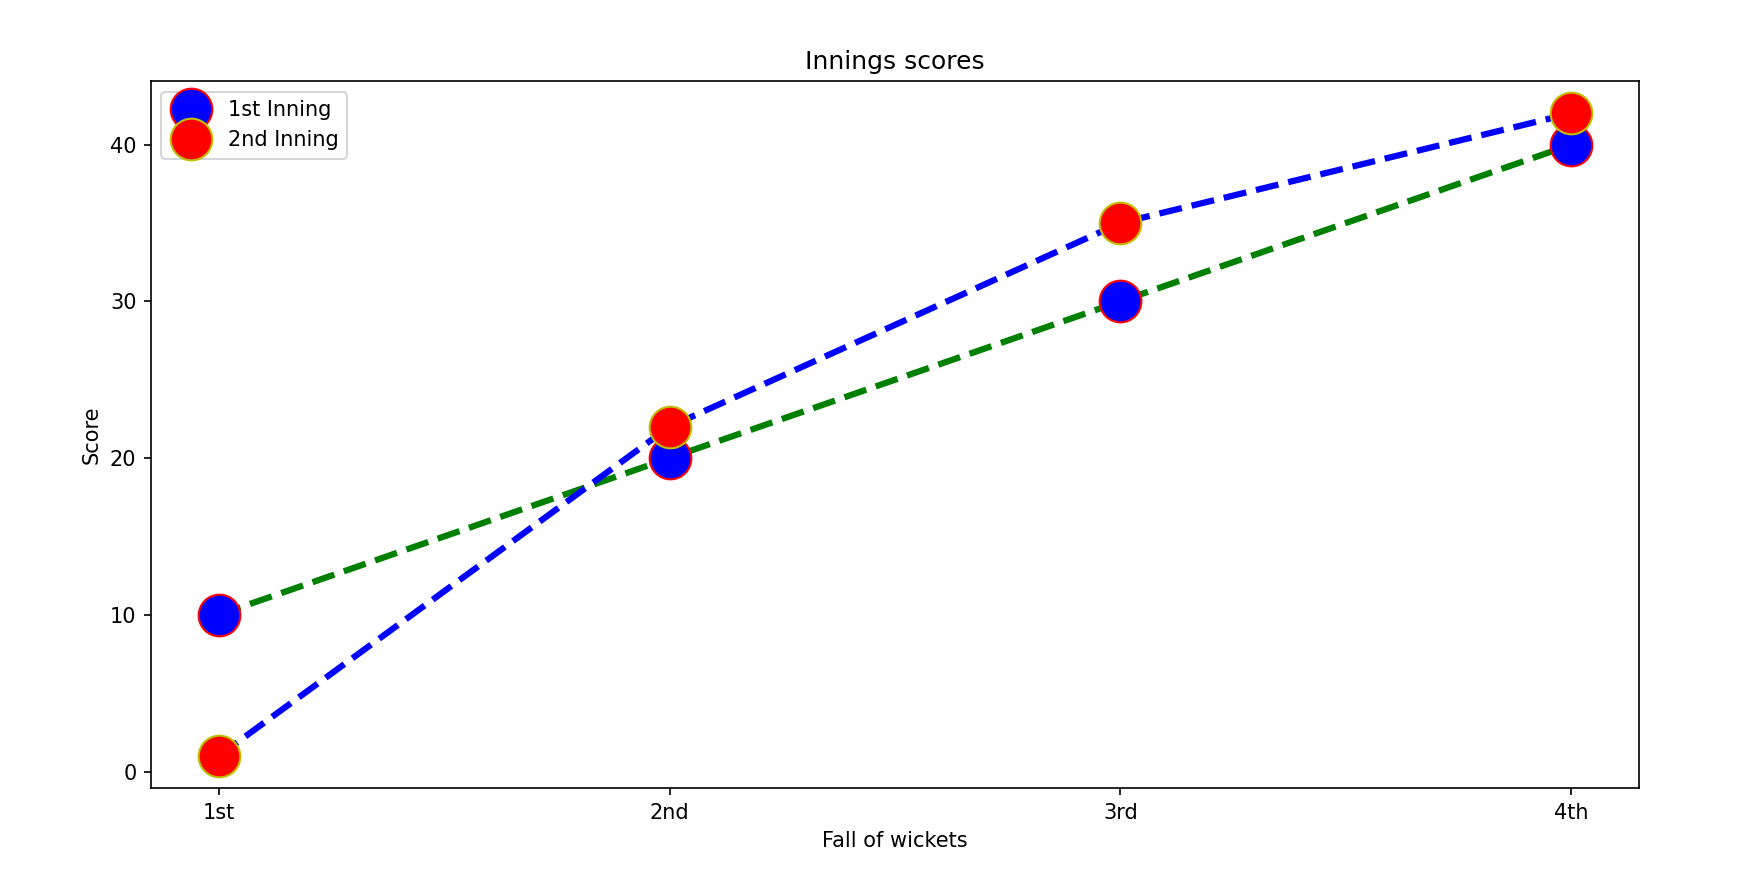 Innings scores
1st Inning
2nd Inning
40
30
20
10
0
Score
1st 2nd 3rd 4th
Fall of wickets